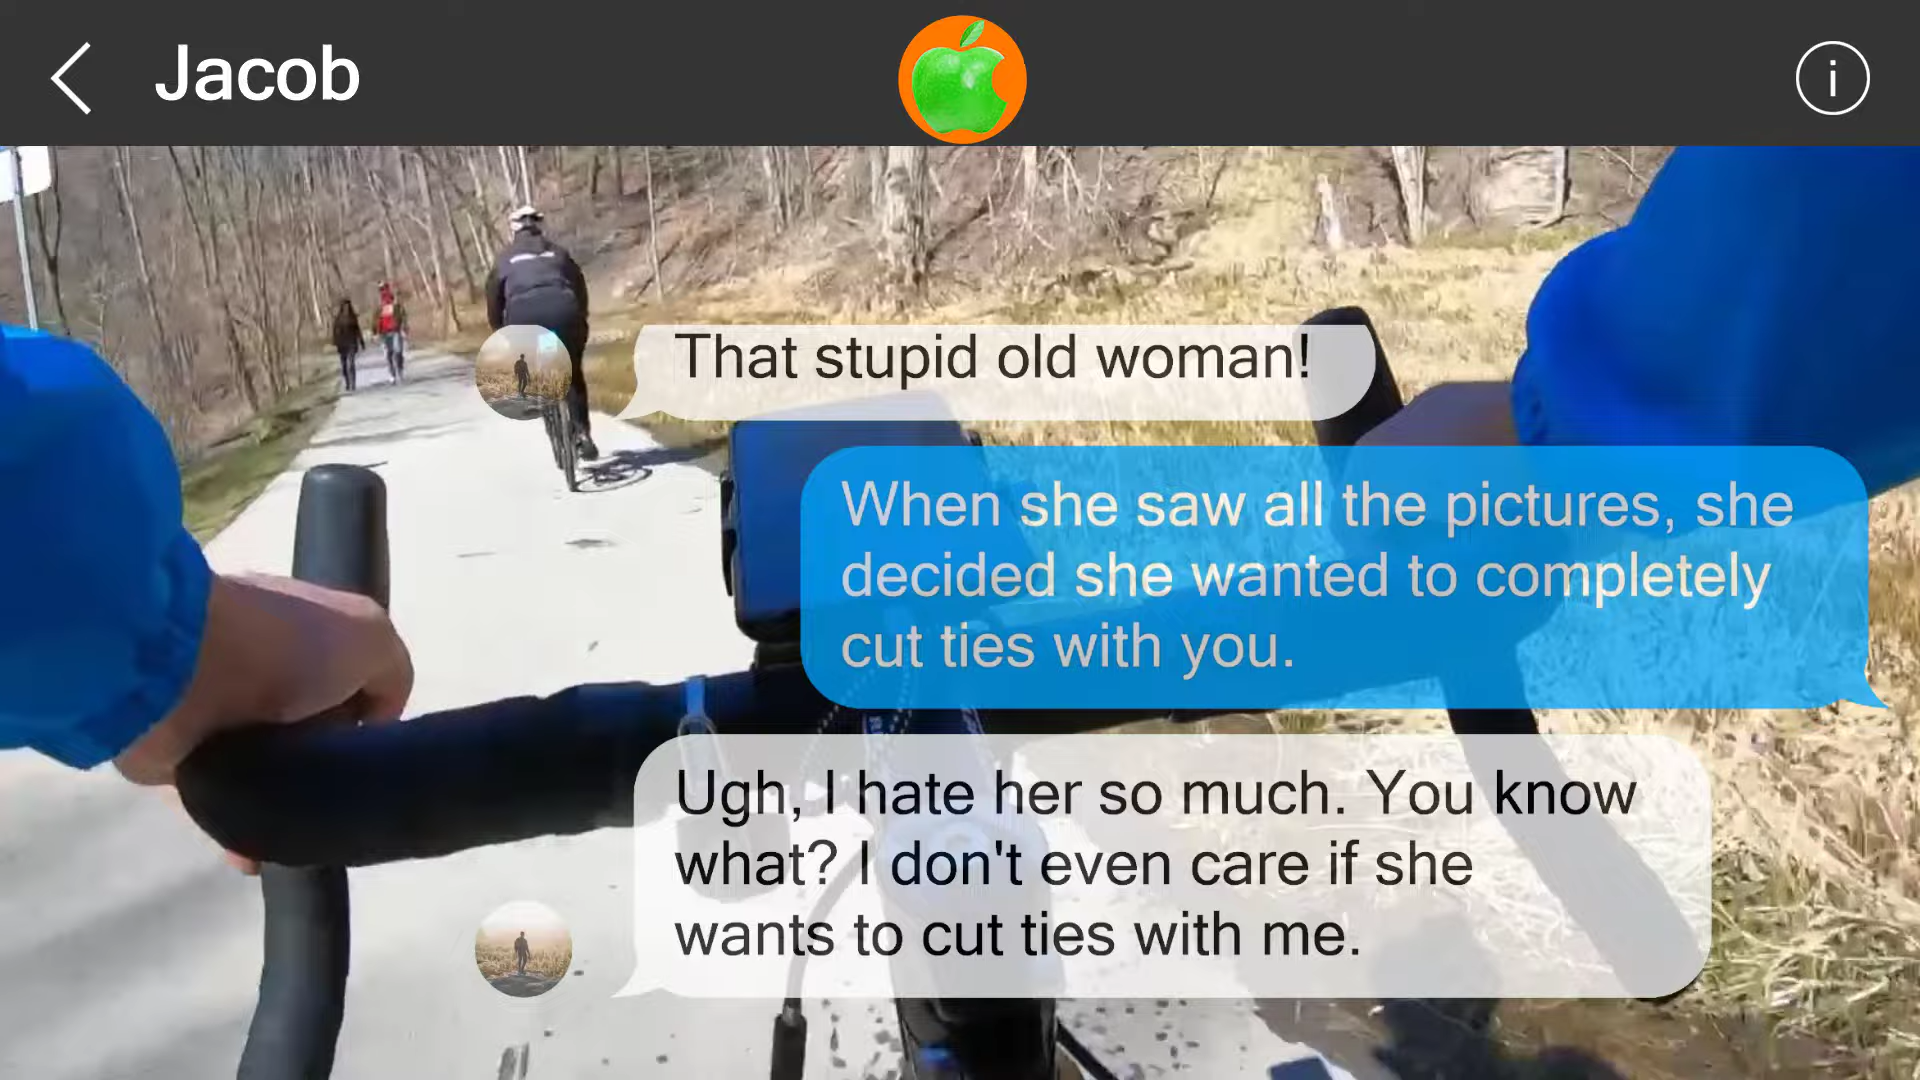 Jacob
That stupid old woman!
When she saw all the pictures, she
decided she wanted to completely
cut ties with you.
Ugh, I hate her so much. You know
what? I don't even care if she
wants to cut ties with me.